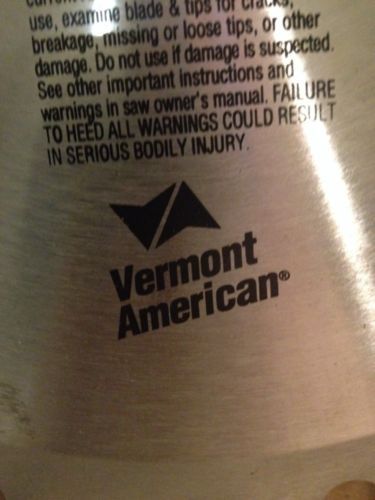 use, examine blade & tips for cracks,
breakage, missing or loose tips, or other
damage. Do not use if damage is suspected.
See other important instructions and
warnings in saw owner's manual. FAILURE
TO HEED ALL WARNINGS COULD RESULT
IN SERIOUS BODILY INJURY.
Vermont
American®